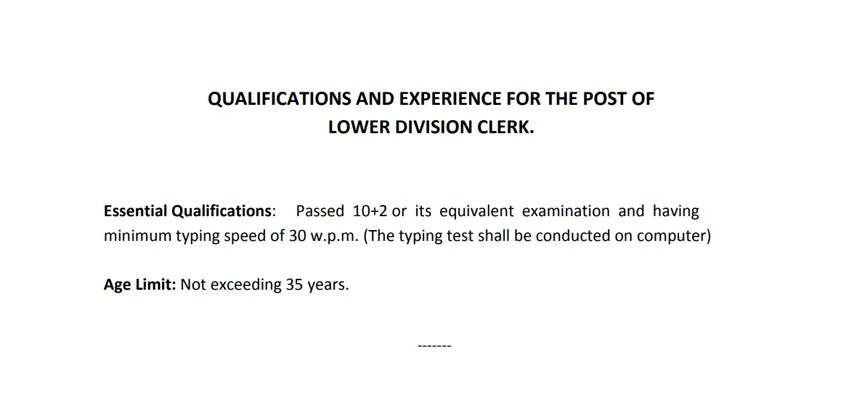 QUALIFICATIONS AND EXPERIENCE FOR THE POST OF
LOWER DIVISION CLERK.
Essential Qualifications: Passed 10+2 or its equivalent examination and having
minimum typing speed of 30 w.p.m. (The typing test shall be conducted on computer)
Age Limit: Not exceeding 35 years.
-------